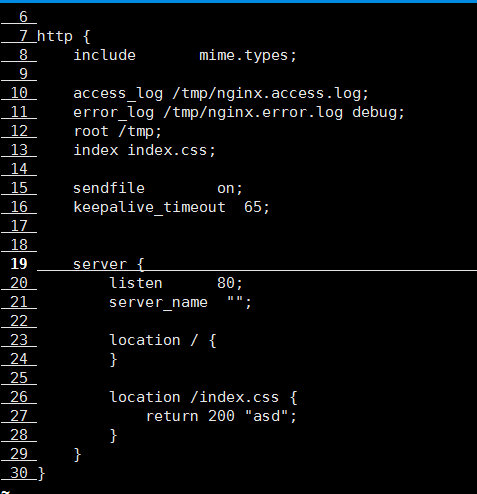 6
7 http {
8     include       mime.types;
9
10     access_log /tmp/nginx.access.log;
11     error_log /tmp/nginx.error.log debug;
12     root /tmp;
13     index index.css;
14
15     sendfile        on;
16     keepalive_timeout  65;
17
18
19     server {
20         listen      80;
21         server_name  "";
22
23         location / {
24         }
25
26         location /index.css {
27             return 200 "asd";
28         }
29     }
30 }
~